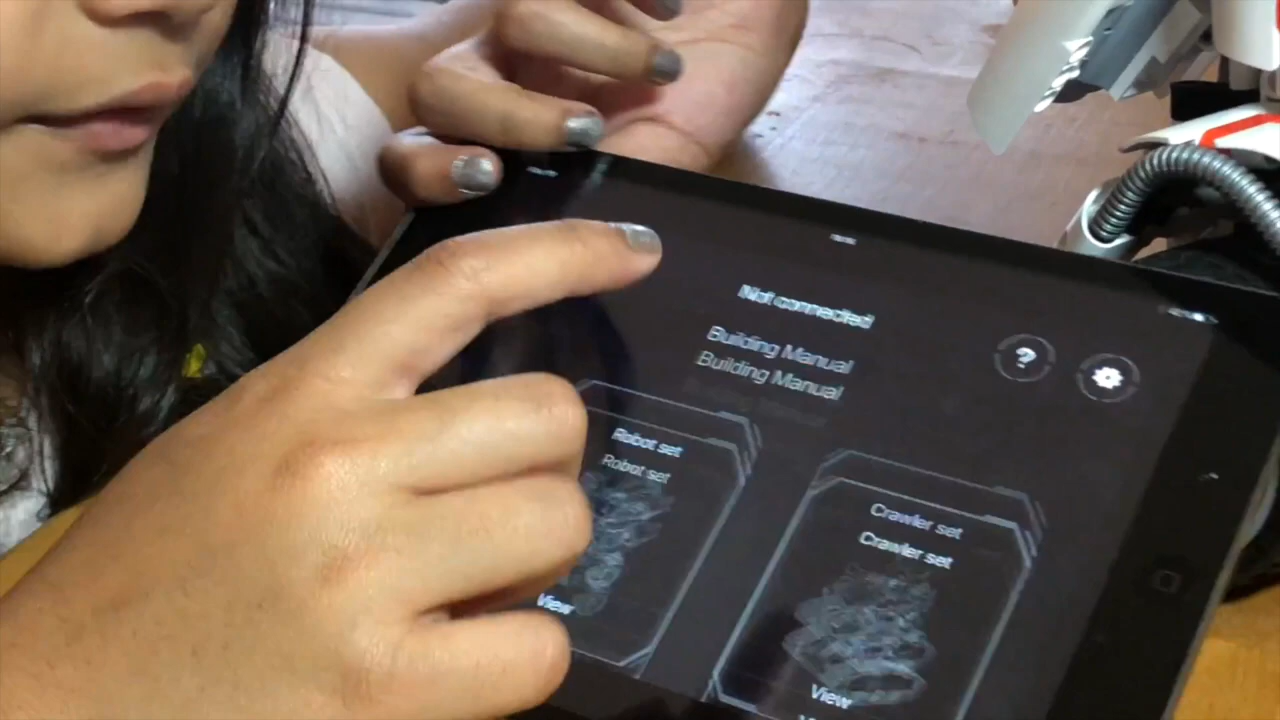 Not connected
Building Manual
Building Manual
Robot set
Robot set
Crawler set
Crawler set
View
View